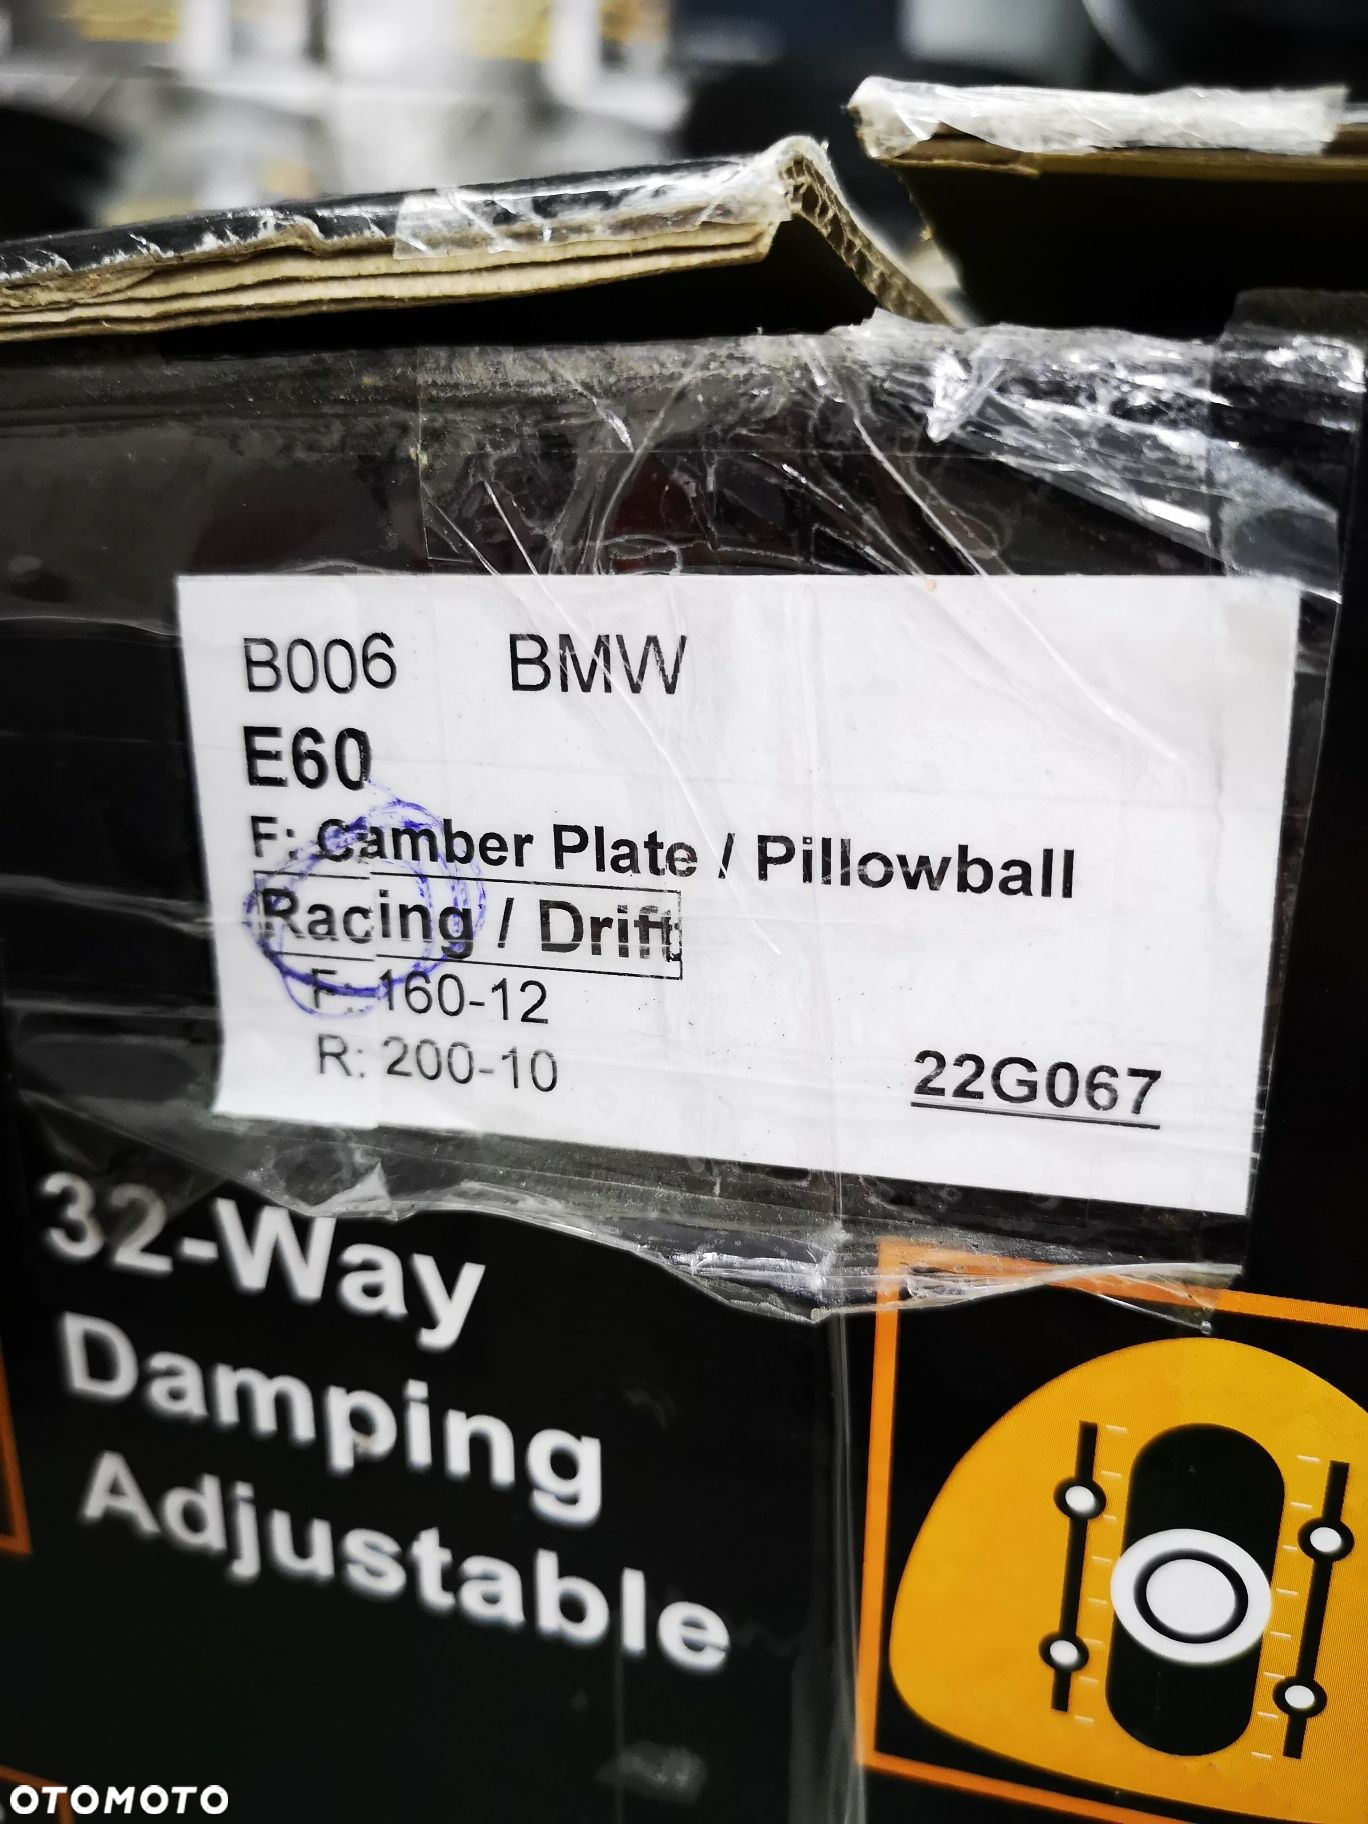 B006 BMW
E60
F: Camber Plate / Pillowball
Racing / Drift
F: 160-12
R: 200-10
22G067
32-Way
Damping
Adjustable
OTOMOTO